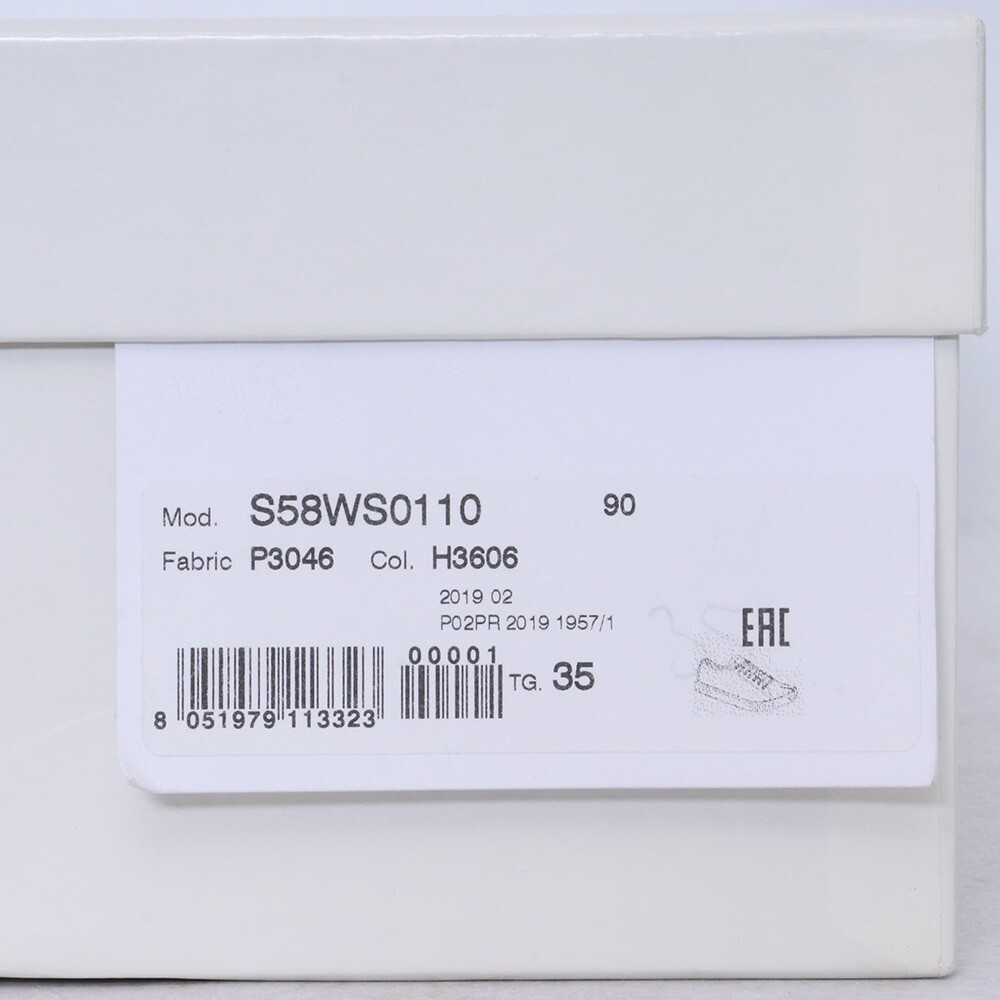 Mod. S58WS0110 90
Fabric P3046 Col. H3606
2019 02
P02PR 2019 1957/1
EAC
00001
TG. 35
8 051979 113323